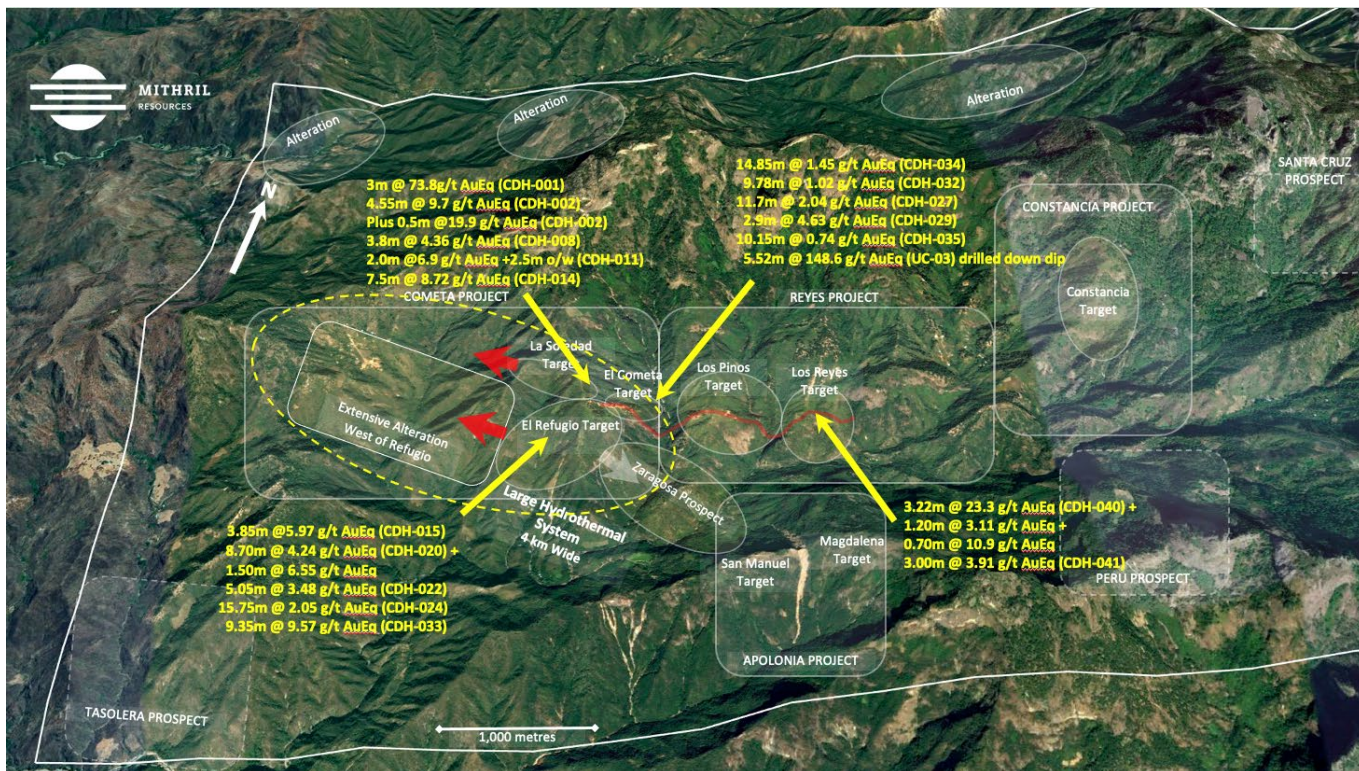 MITHRIL
RESOURCES
Alteration
Alteration
Alteration
N
3m @ 73.8g/t AuEq (CDH-001)
4.55m @ 9.7 g/t AuEq (CDH-002)
Plus 0.5m @19.9 g/t AuEq (CDH-002)
3.8m @ 4.36 g/t AuEq (CDH-008)
2.0m @6.9 g/t AuEq +2.5m o/w (CDH-011)
7.5m @ 8.72 g/t AuEq (CDH-014)
14.85m @ 1.45 g/t AuEq (CDH-034)
9.78m @ 1.02 g/t AuEq (CDH-032)
11.7m @ 2.04 g/t AuEq (CDH-027)
2.9m @ 4.63 g/t AuEq (CDH-029)
10.15m @ 0.74 g/t AuEq (CDH-035)
5.52m @ 148.6 g/t AuEq (UC-03) drilled down dip
SANTA CRUZ
PROSPECT
CONSTANCIA PROJECT
Constancia
Target
COMETA PROJECT
REYES PROJECT
La Soledad
Target
El Cometa
Target
Los Pinos
Target
Los Reyes
Target
Extensive Alteration
West of Refugio
El Refugio Target
Zaragosa Prospect
Large Hydrothermal
System
4 km Wide
3.85m @5.97 g/t AuEq (CDH-015)
8.70m @ 4.24 g/t AuEq (CDH-020) +
1.50m @ 6.55 g/t AuEq
5.05m @ 3.48 g/t AuEq (CDH-022)
15.75m @ 2.05 g/t AuEq (CDH-024)
9.35m @ 9.57 g/t AuEq (CDH-033)
3.22m @ 23.3 g/t AuEq (CDH-040) +
1.20m @ 3.11 g/t AuEq +
0.70m @ 10.9 g/t AuEq
3.00m @ 3.91 g/t AuEq (CDH-041)
San Manuel
Target
Magdalena
Target
PERU PROSPECT
APOLONIA PROJECT
TASOLERA PROSPECT
1,000 metres